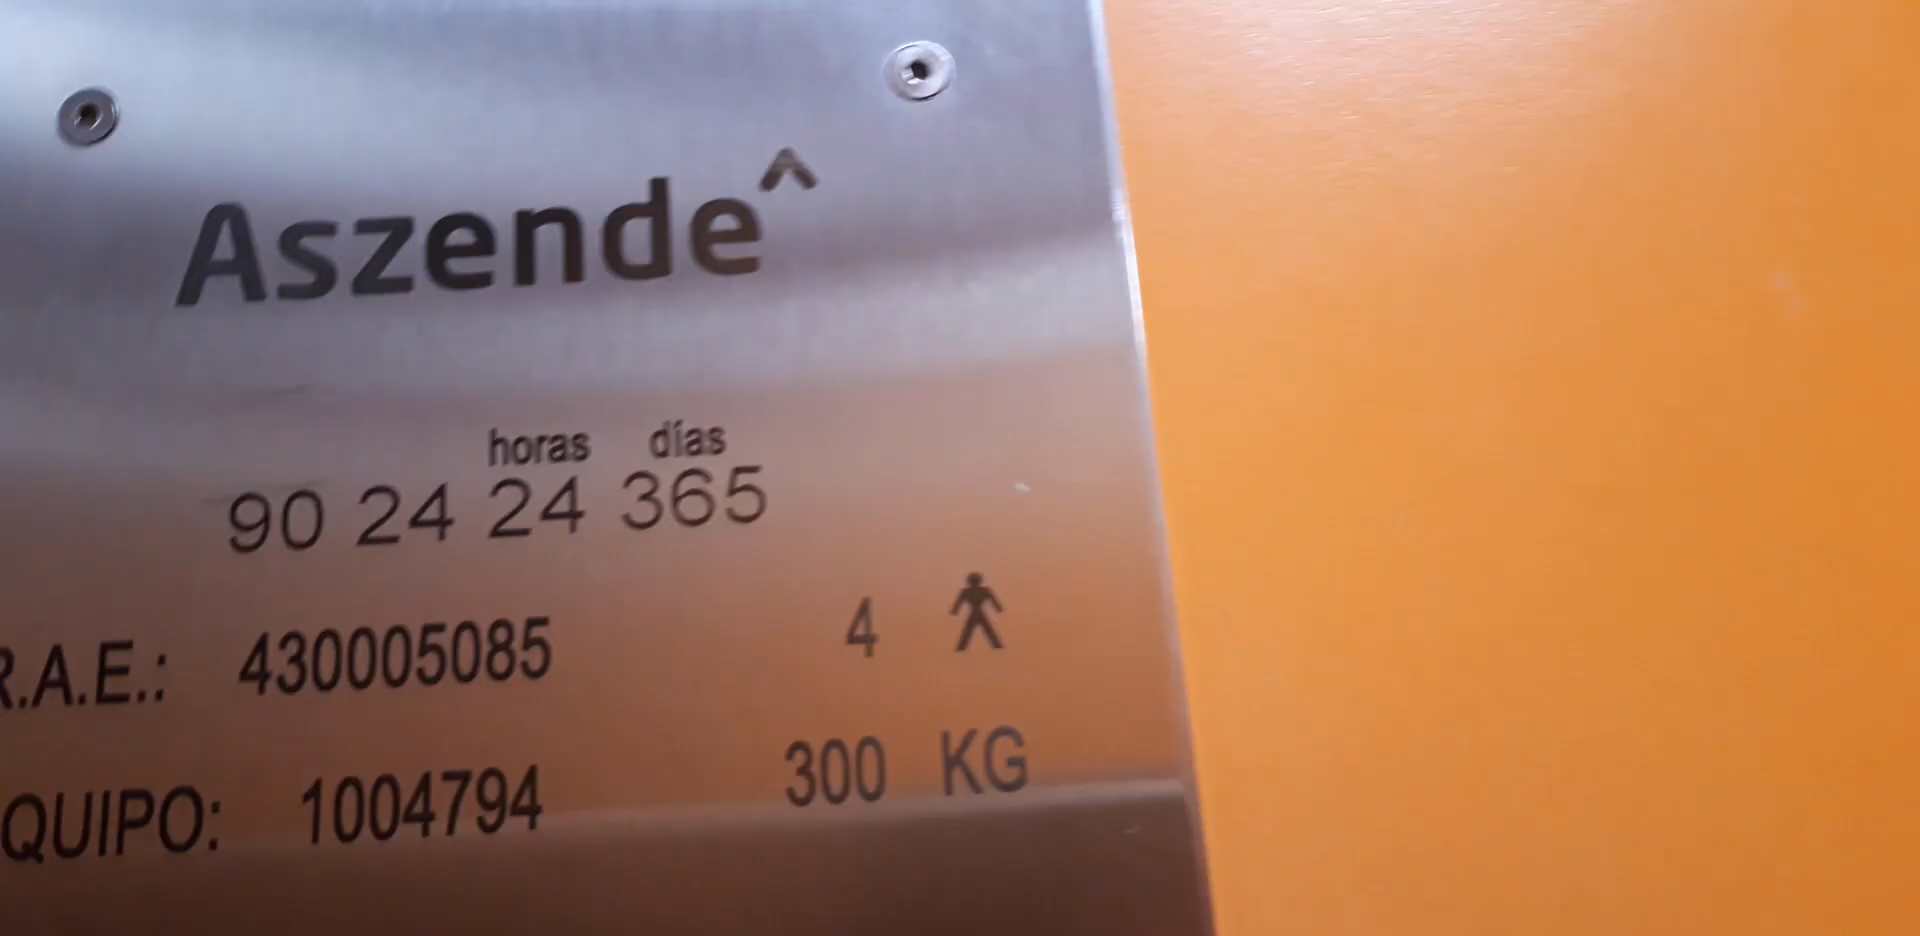 Aszende^
horas días
90 24 24 365
R.A.E.: 430005085
4
QUIPO: 1004794
300 KG